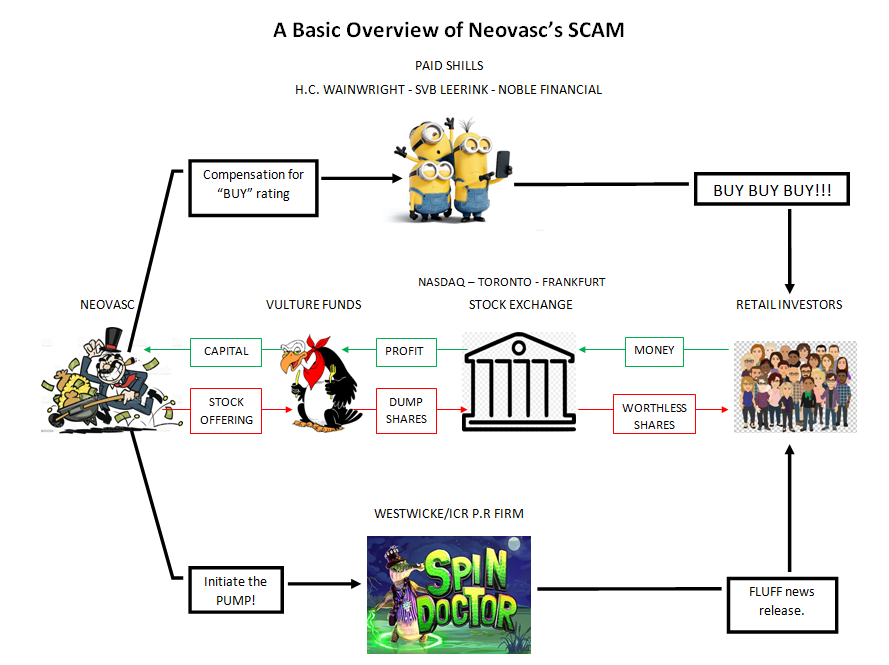 A Basic Overview of Neovasc's SCAM
PAID SHILLS
H.C. WAINWRIGHT - SVB LEERINK - NOBLE FINANCIAL
Compensation for
"BUY" rating
BUY BUY BUY!!!
NASDAQ – TORONTO - FRANKFURT
NEOVASC
VULTURE FUNDS
STOCK EXCHANGE
RETAIL INVESTORS
CAPITAL
PROFIT
MONEY
STOCK
OFFERING
DUMP
SHARES
WORTHLESS
SHARES
WESTWICKE/ICR P.R FIRM
SPIN
DOCTOR
Initiate the
PUMP!
FLUFF news
release.